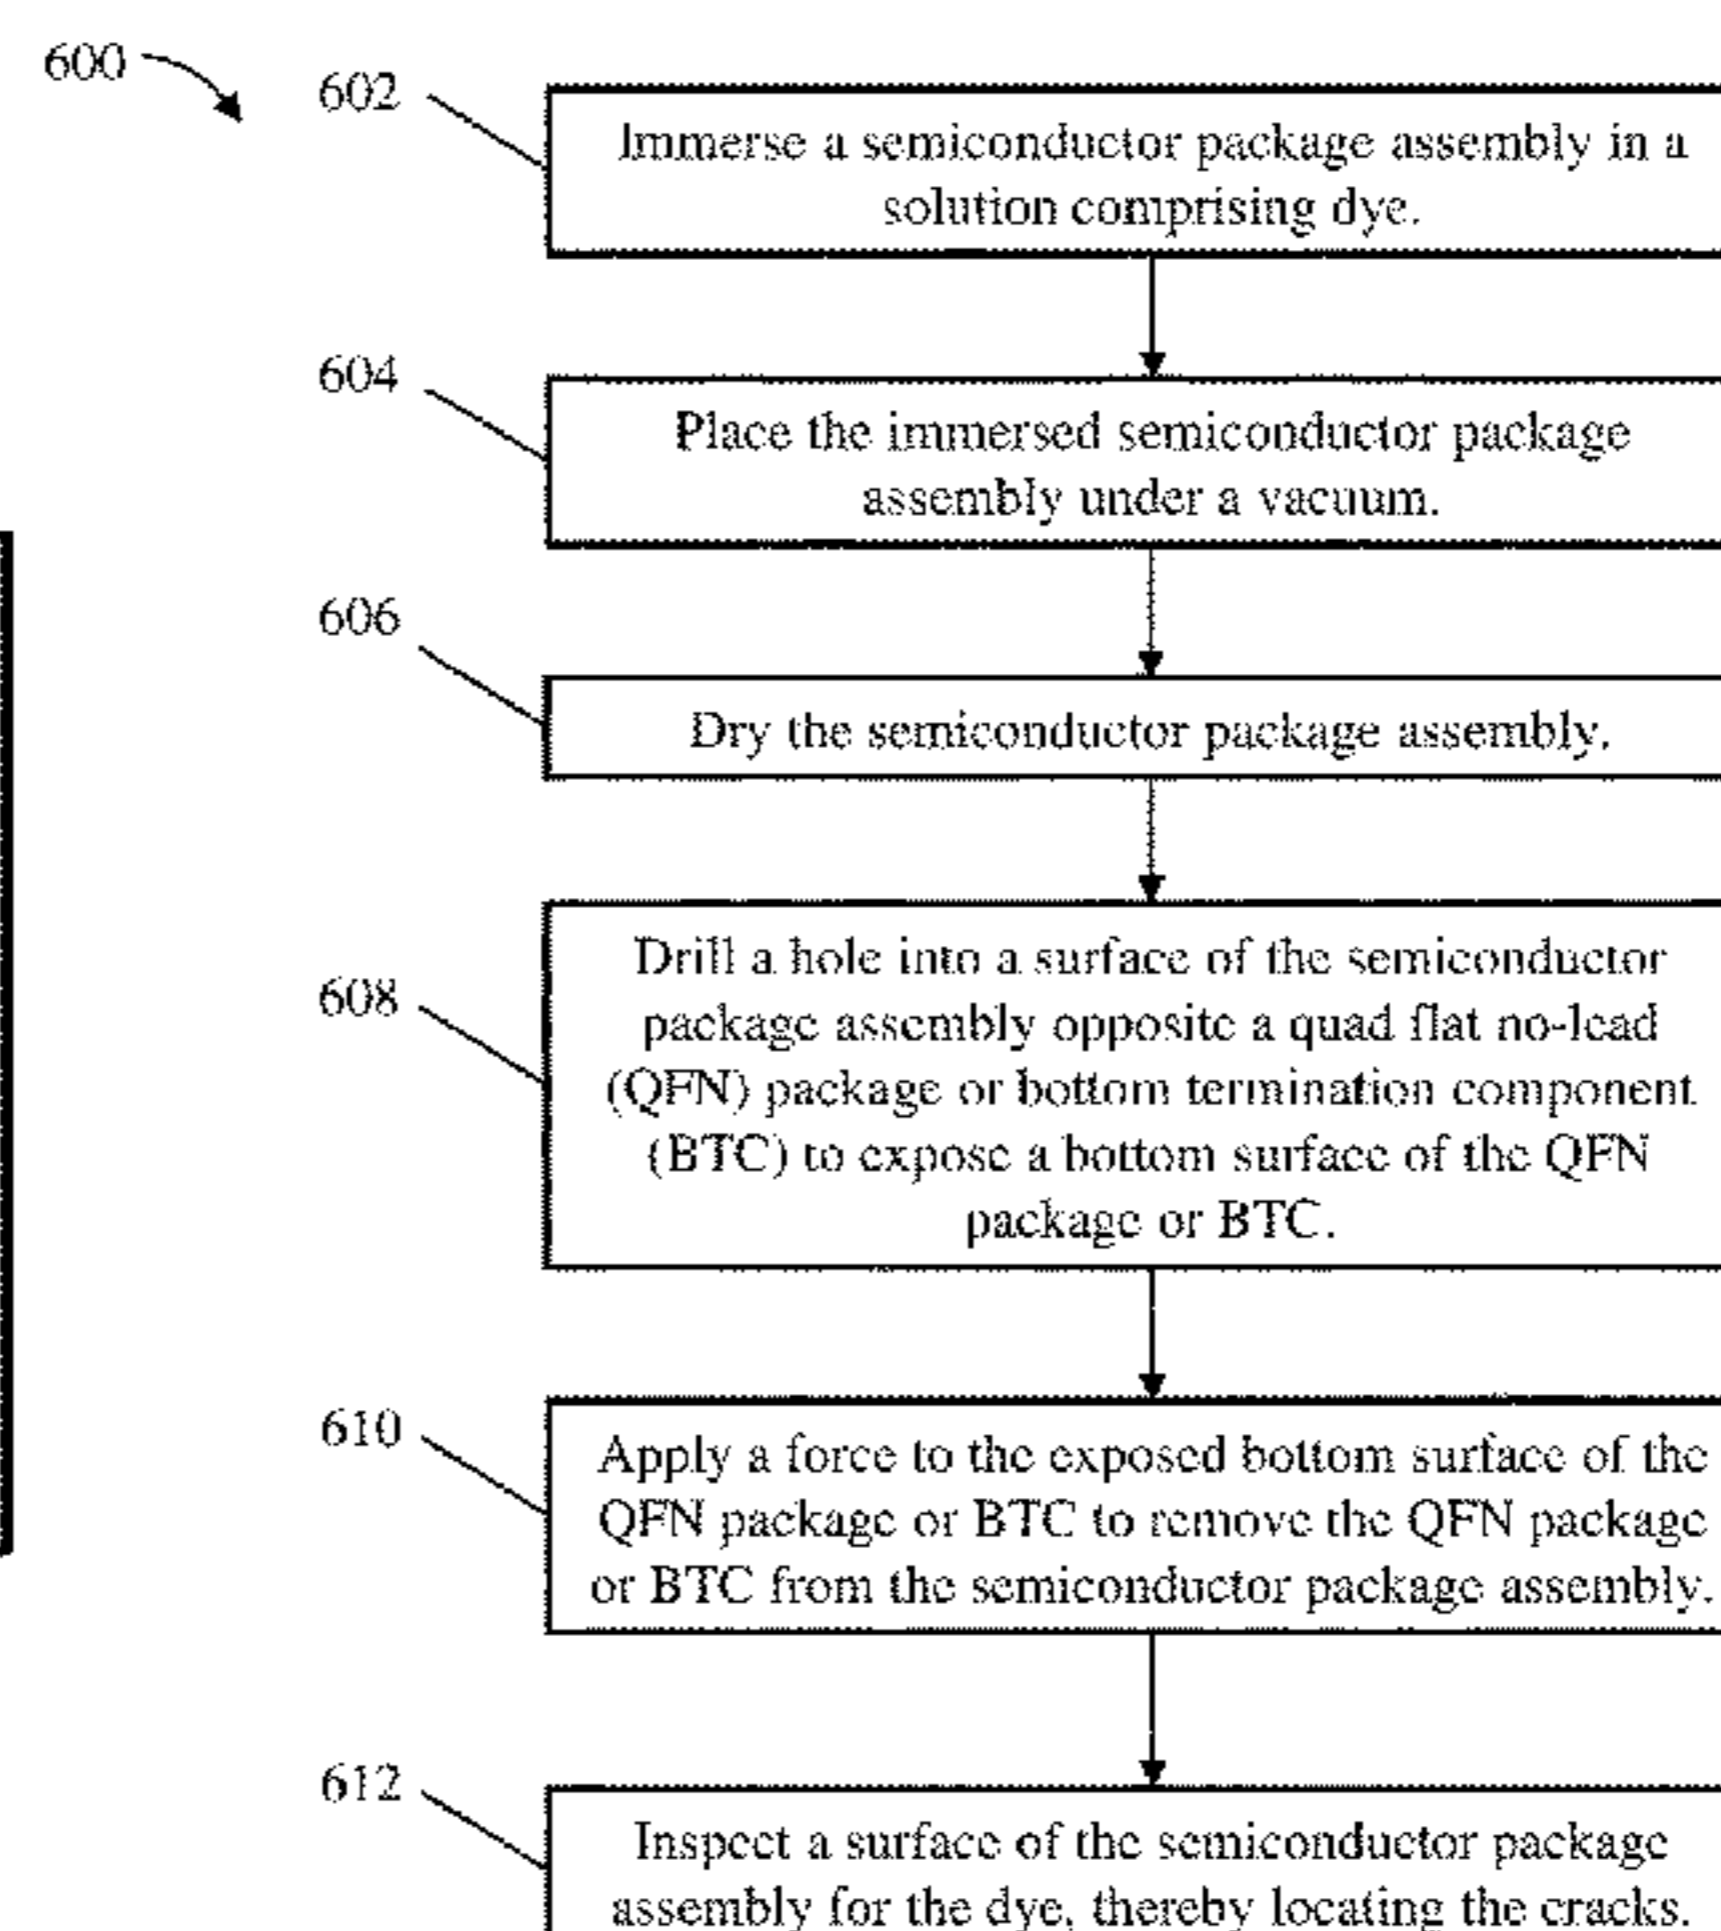 600
602
Immerse a semiconductor package assembly in a
solution comprising dye.
604
Place the immersed semiconductor package
assembly under a vacuum.
606
Dry the semiconductor package assembly.
608
Drill a hole into a surface of the semiconductor
package assembly opposite a quad flat no-lead
(QFN) package or bottom termination component
(BTC) to expose a bottom surface of the QFN
package or BTC.
610
Apply a force to the exposed bottom surface of the
QFN package or BTC to remove the QFN package
or BTC from the semiconductor package assembly.
612
Inspect a surface of the semiconductor package
assembly for the dye, thereby locating the cracks.